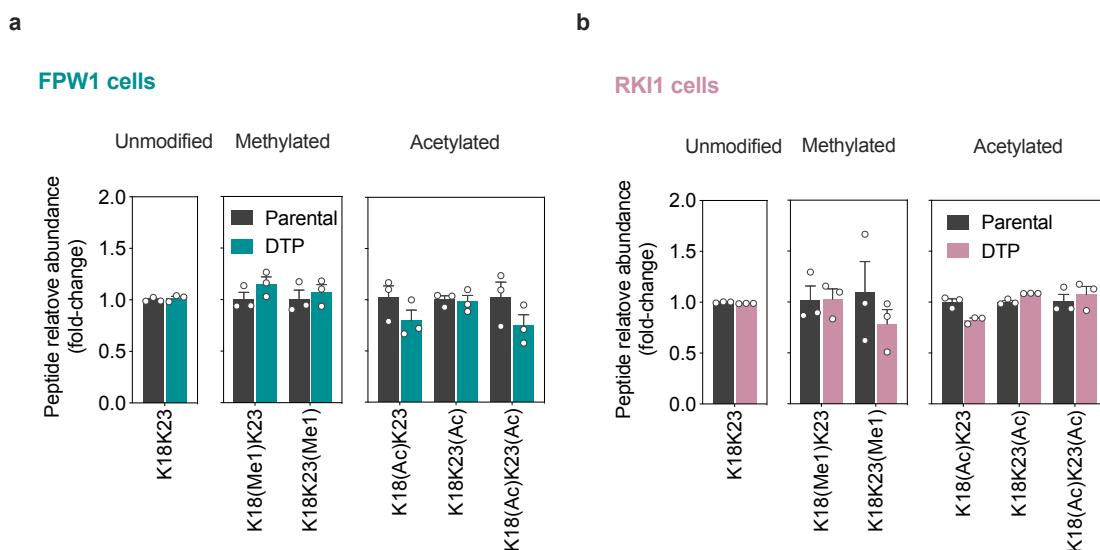 a
FPW1 cells
Unmodified
Methylated
Acetylated
Peptide relatove abundance
(fold-change)
2.0
1.5
1.0
0.5
0.0
Parental
DTP
K18K23
K18(Me1)K23
K18K23(Me1)
K18(Ac)K23
K18K23(Ac)
K18(Ac)K23(Ac)
b
RKI1 cells
Unmodified
Methylated
Acetylated
Peptide relative abundance
(fold-change)
2.0
1.5
1.0
0.5
0.0
Parental
DTP
K18K23
K18(Me1)K23
K18K23(Me1)
K18(Ac)K23
K18K23(Ac)
K18(Ac)K23(Ac)